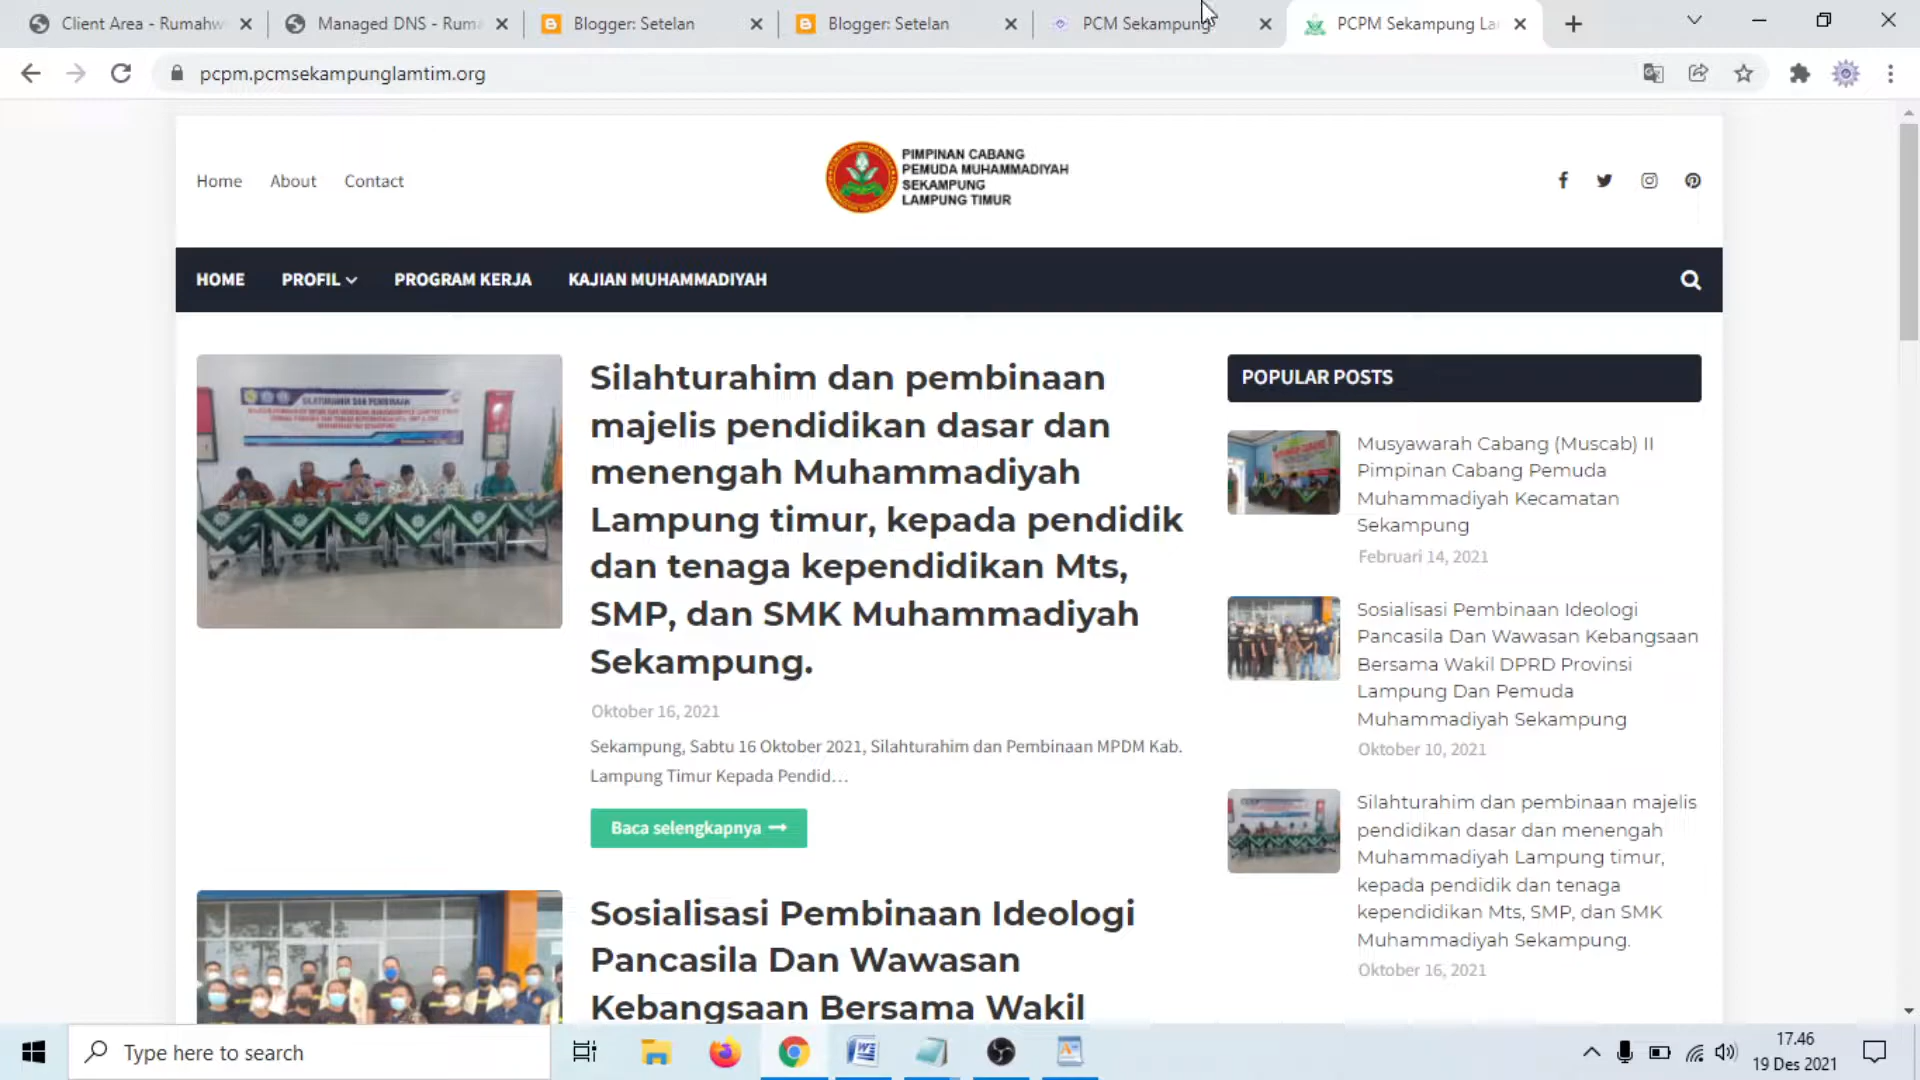 Client Area - Rumahw
Managed DNS - Ruma
Blogger: Setelan
Blogger: Setelan
PCM Sekampung
PCPM Sekampung La
pcpm.pcmsekampunglamtim.org
Home
About
Contact
PIMPINAN CABANG
PEMUDA MUHAMMADIYAH
SEKAMPUNG
LAMPUNG TIMUR
HOME
PROFIL
PROGRAM KERJA
KAJIAN MUHAMMADIYAH
Silahturahim dan pembinaan
majelis pendidikan dasar dan
menengah Muhammadiyah
Lampung timur, kepada pendidik
dan tenaga kependidikan Mts,
SMP, dan SMK Muhammadiyah
Sekampung.
Oktober 16, 2021
Sekampung, Sabtu 16 Oktober 2021, Silahturahim dan Pembinaan MPDM Kab.
Lampung Timur Kepada Pendid…
Baca selengkapnya
Sosialisasi Pembinaan Ideologi
Pancasila Dan Wawasan
Kebangsaan Bersama Wakil
POPULAR POSTS
Musyawarah Cabang (Muscab) II
Pimpinan Cabang Pemuda
Muhammadiyah Kecamatan
Sekampung
Februari 14, 2021
Sosialisasi Pembinaan Ideologi
Pancasila Dan Wawasan Kebangsaan
Bersama Wakil DPRD Provinsi
Lampung Dan Pemuda
Muhammadiyah Sekampung
Oktober 10, 2021
Silahturahim dan pembinaan majelis
pendidikan dasar dan menengah
Muhammadiyah Lampung timur,
kepada pendidik dan tenaga
kependidikan Mts, SMP, dan SMK
Muhammadiyah Sekampung.
Oktober 16, 2021
Type here to search
17.46
19 Des 2021